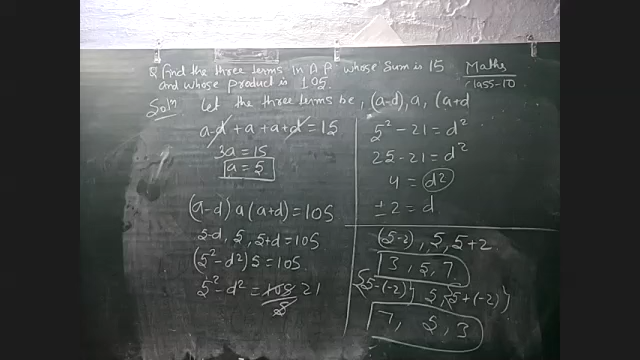 Q Find the three terms In A.P. whose sum is 15 and whose product is 105.
Maths
class-10
Solⁿ Let the three terms be, (a-d), a, (a+d
a-d + a + a+d = 15
3a = 15
a = 5
(a-d) a (a+d) = 105
5-d, 5, 5+d = 105
(5²-d²) 5 = 105
5²-d² = 105/5 21
5² - 21 = d²
25 - 21 = d²
4 = d²
± 2 = d
(5-2), 5, 5+2
3, 5, 7
{5-(-2)} 5, {5+(-2)}
7, 5, 3